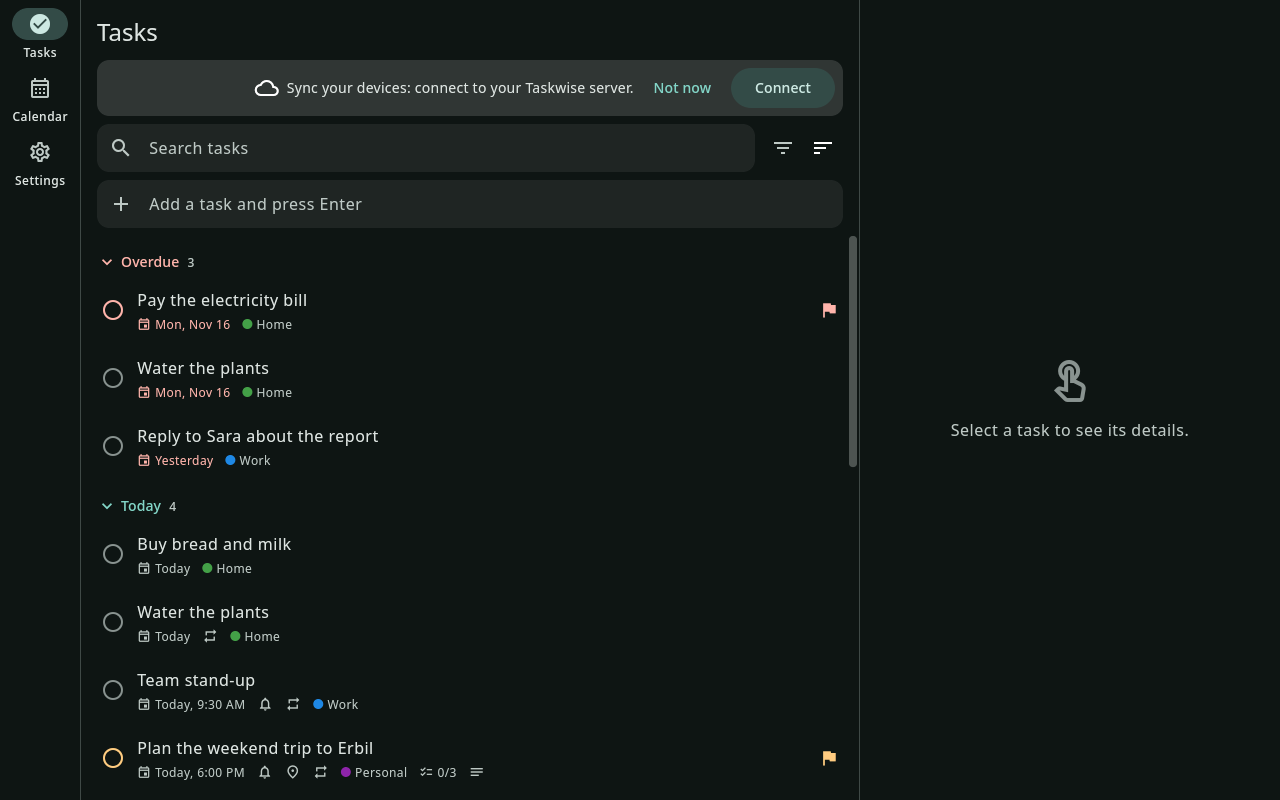 Tasks
Calendar
Settings
Tasks
Sync your devices: connect to your Taskwise server.
Not now
Connect
Search tasks
Add a task and press Enter
Overdue 3
Pay the electricity bill
Mon, Nov 16 Home
Water the plants
Mon, Nov 16 Home
Reply to Sara about the report
Yesterday Work
Today 4
Buy bread and milk
Today Home
Water the plants
Today Home
Team stand-up
Today, 9:30 AM Work
Plan the weekend trip to Erbil
Today, 6:00 PM Personal 0/3
Select a task to see its details.